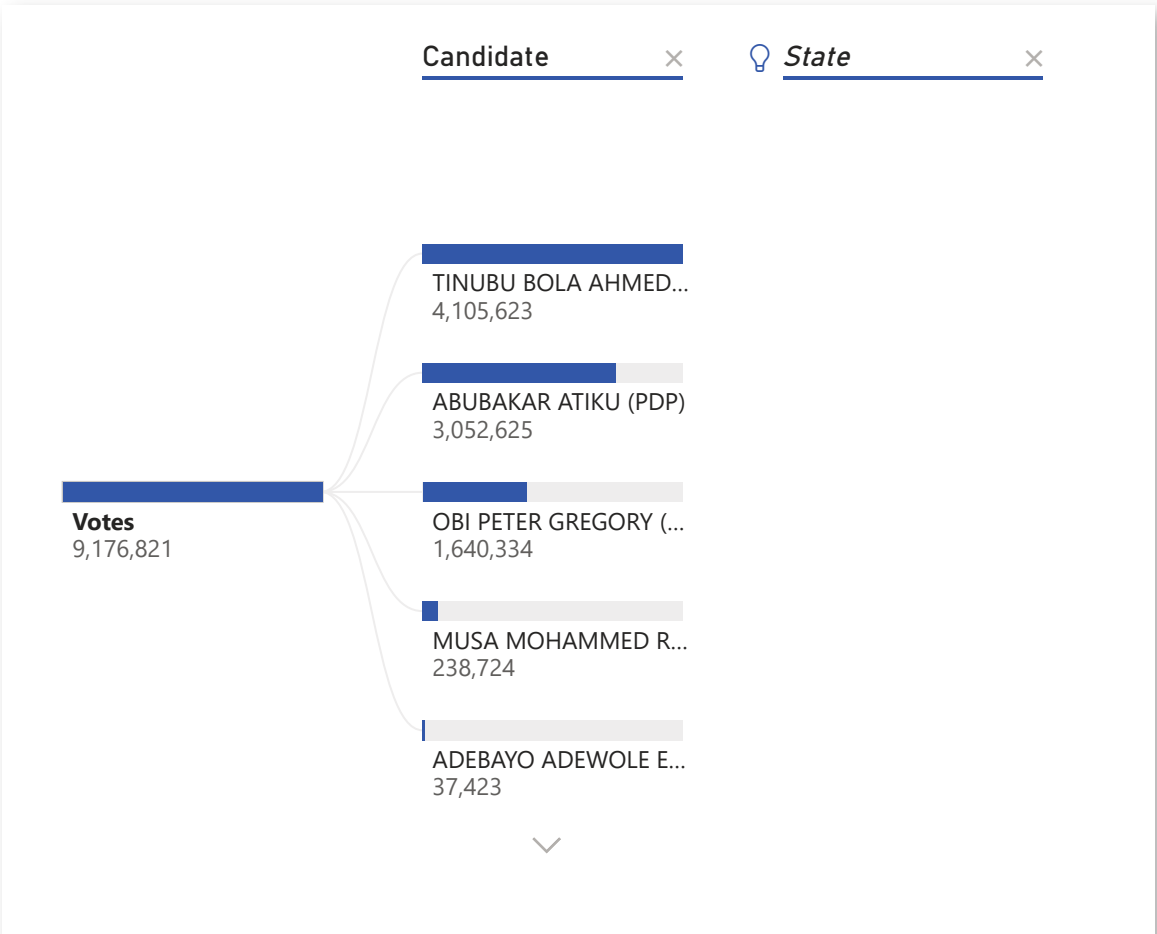 Candidate
State
TINUBU BOLA AHMED...
4,105,623
ABUBAKAR ATIKU (PDP)
3,052,625
Votes
9,176,821
OBI PETER GREGORY (...
1,640,334
MUSA MOHAMMED R...
238,724
ADEBAYO ADEWOLE E...
37,423